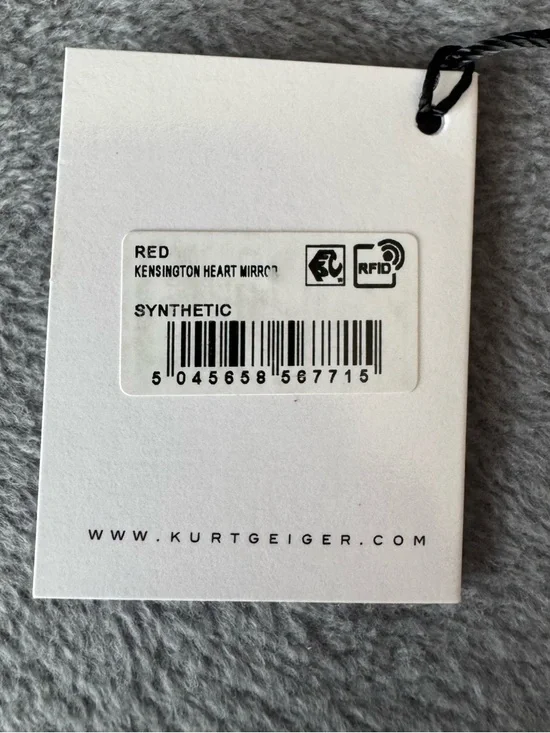 RED
KENSINGTON HEART MIRROR
RFID
SYNTHETIC
5 045658 567715
WWW.KURTGEIGER.COM